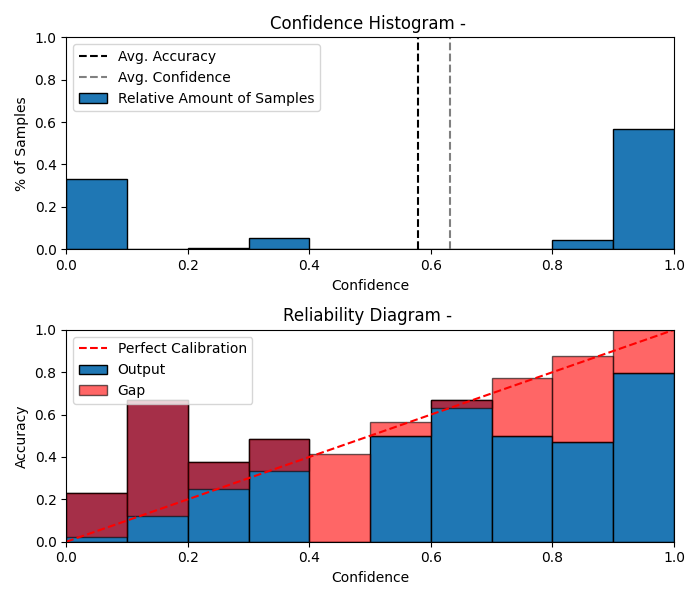 Confidence Histogram -
1.0
0.8
0.6
0.4
0.2
0.0
% of Samples
Avg. Accuracy
Avg. Confidence
Relative Amount of Samples
0.0 0.2 0.4 0.6 0.8 1.0
Confidence
Reliability Diagram -
1.0
0.8
0.6
0.4
0.2
0.0
Accuracy
Perfect Calibration
Output
Gap
0.0 0.2 0.4 0.6 0.8 1.0
Confidence